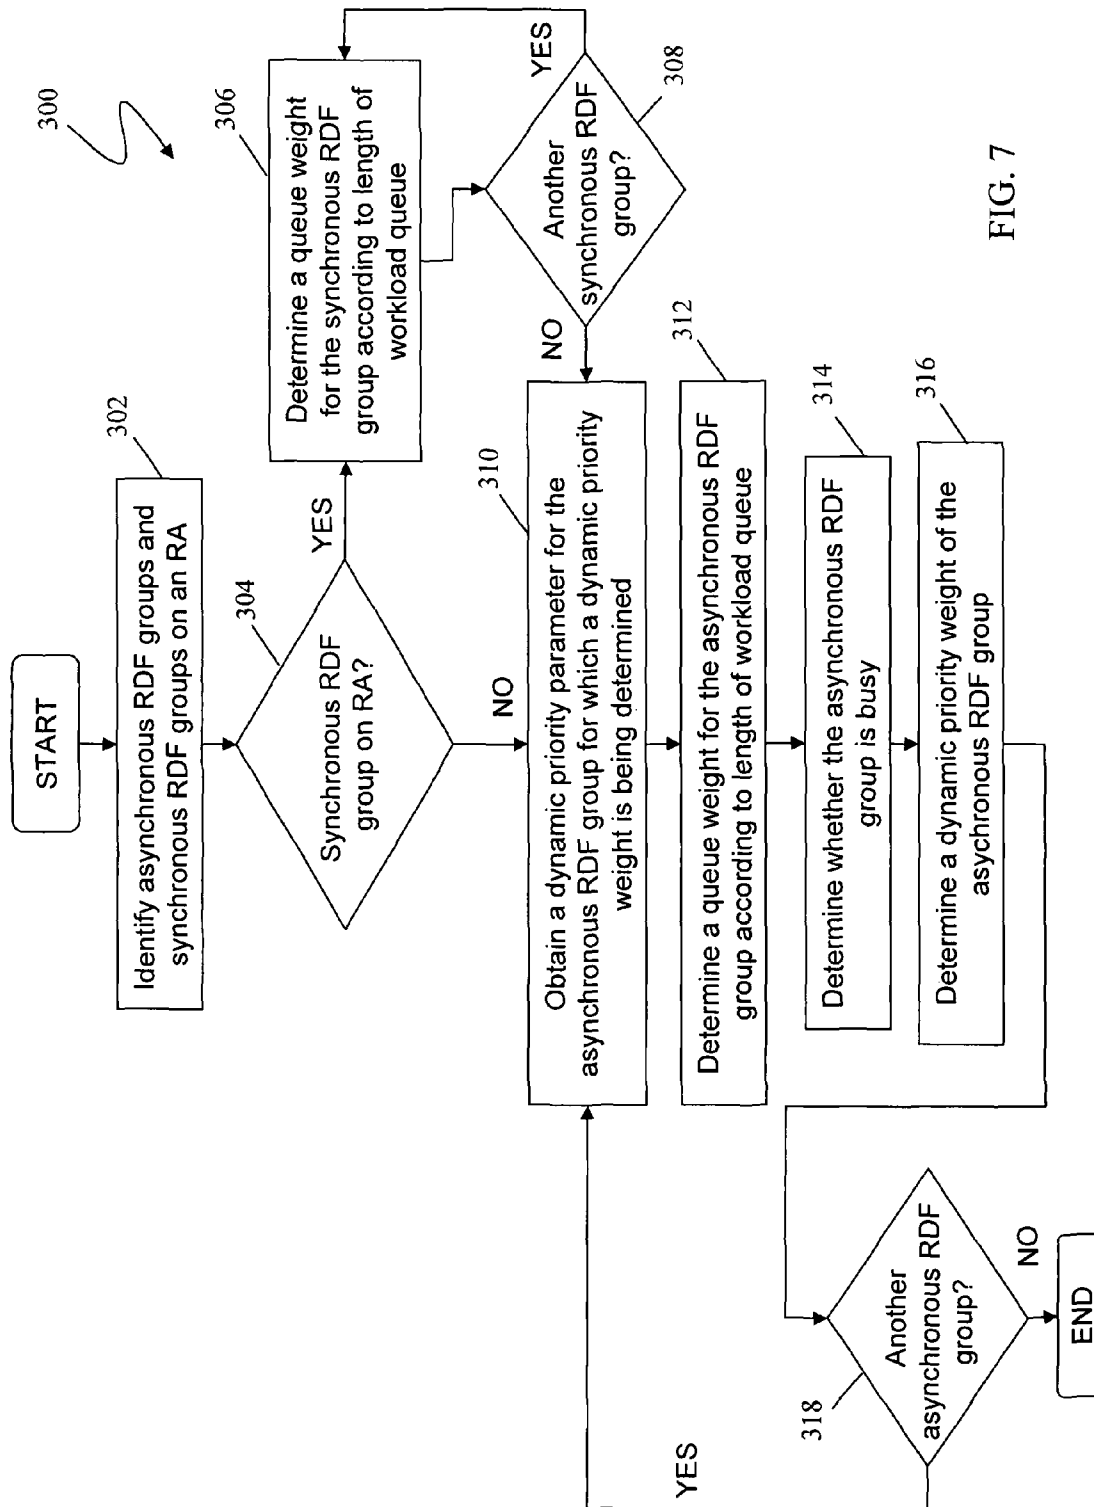 300
START
302
Identify asynchronous RDF groups and
synchronous RDF groups on an RA
304
Synchronous RDF
group on RA?
YES
NO
306
Determine a queue weight
for the synchronous RDF
group according to length of
workload queue
308
Another
synchronous RDF
group?
YES
NO
310
Obtain a dynamic priority parameter for the
asynchronous RDF group for which a dynamic priority
weight is being determined
312
Determine a queue weight for the asynchronous RDF
group according to length of workload queue
314
Determine whether the asynchronous RDF
group is busy
316
Determine a dynamic priority weight of the
asychronous RDF group
318
Another
asynchronous RDF
group?
YES
NO
END
FIG. 7